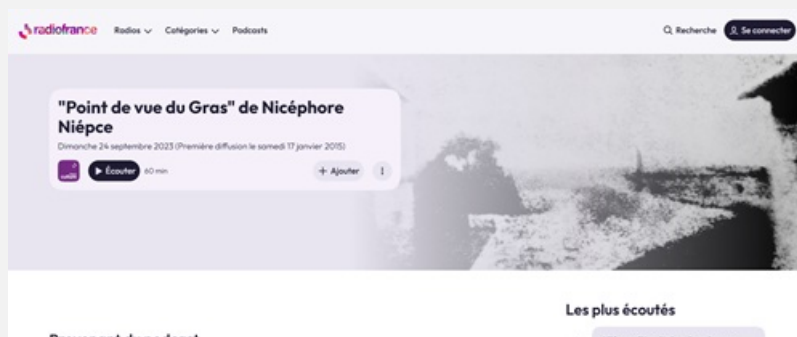 radiofrance Radios Catégories Podcasts Recherche Se connecter
"Point de vue du Gras" de Nicéphore
Niépce
Dimanche 24 septembre 2023 (Première diffusion le samedi 17 janvier 2015)
Écouter 60 min + Ajouter
Les plus écoutés